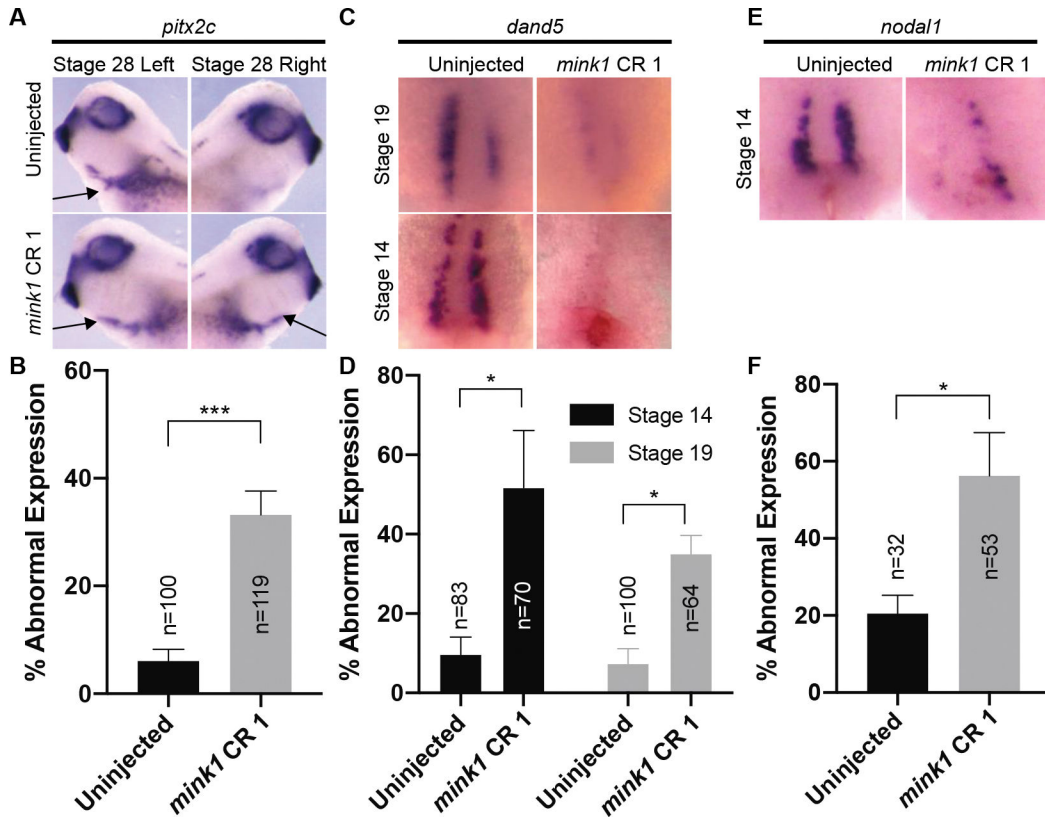 A
pitx2c
Stage 28 Left
Stage 28 Right
Uninjected
mink1 CR 1
B
% Abnormal Expression
60
40
20
0
***
n=100
n=119
Uninjected
mink1 CR 1
C
dand5
Uninjected
mink1 CR 1
Stage 19
Stage 14
D
% Abnormal Expression
80
60
40
20
0
*
*
Stage 14
Stage 19
n=83
n=70
n=100
n=64
Uninjected
mink1 CR 1
Uninjected
mink1 CR 1
E
nodal1
Uninjected
mink1 CR 1
Stage 14
F
% Abnormal Expression
80
60
40
20
0
*
n=32
n=53
Uninjected
mink1 CR 1